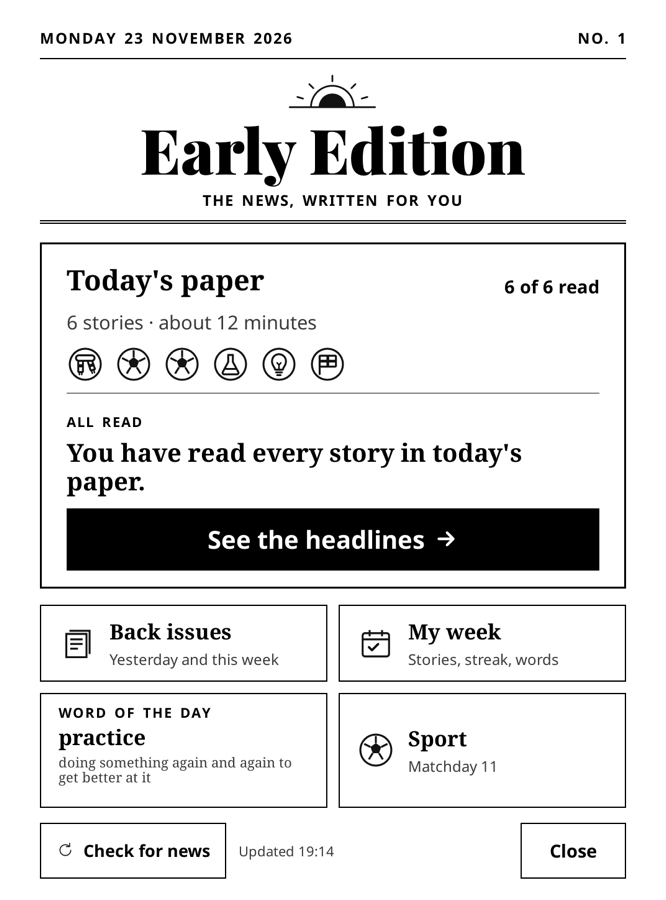 MONDAY 23 NOVEMBER 2026
NO. 1
Early Edition
THE NEWS, WRITTEN FOR YOU
Today's paper
6 of 6 read
6 stories · about 12 minutes
ALL READ
You have read every story in today's
paper.
See the headlines →
Back issues
Yesterday and this week
My week
Stories, streak, words
WORD OF THE DAY
practice
doing something again and again to
get better at it
Sport
Matchday 11
Check for news
Updated 19:14
Close